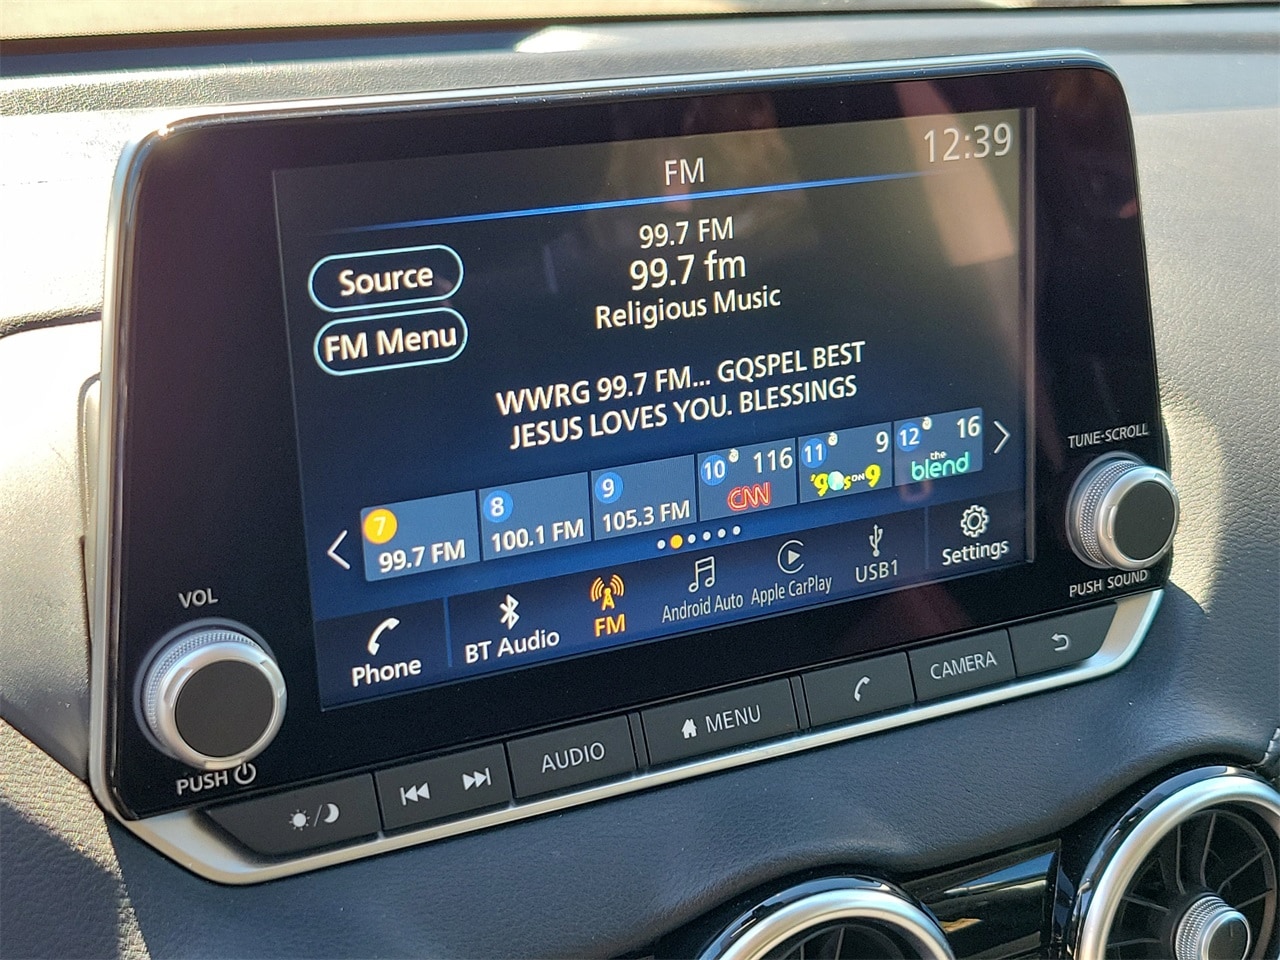 FM
12:39
Source
FM Menu
99.7 FM
99.7 fm
Religious Music
WWRG 99.7 FM... GQSPEL BEST
JESUS LOVES YOU. BLESSINGS
7
99.7 FM
8
100.1 FM
9
105.3 FM
10 116
CNN
11 9
'90s ON 9
12 16
the
blend
Phone
BT Audio
FM
Android Auto
Apple CarPlay
USB1
Settings
VOL
PUSH
TUNE·SCROLL
PUSH SOUND
AUDIO
MENU
CAMERA